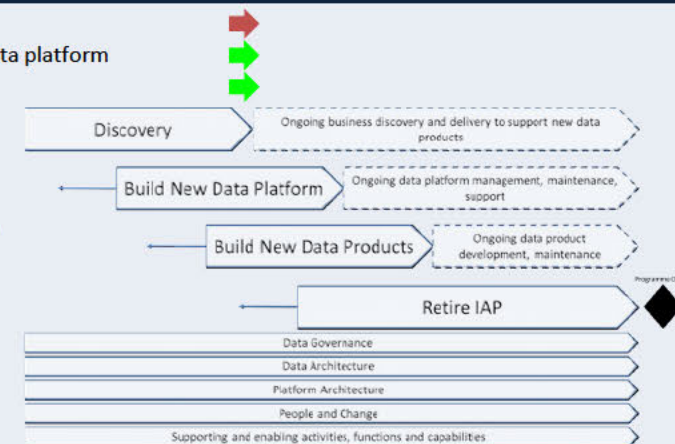 ta platform
Discovery
Ongoing business discovery and delivery to support new data
products
Build New Data Platform
Ongoing data platform management, maintenance,
support
Build New Data Products
Ongoing data product
development, maintenance
Programme
Retire IAP
Data Governance
Data Architecture
Platform Architecture
People and Change
Supporting and enabling activities, functions and capabilities